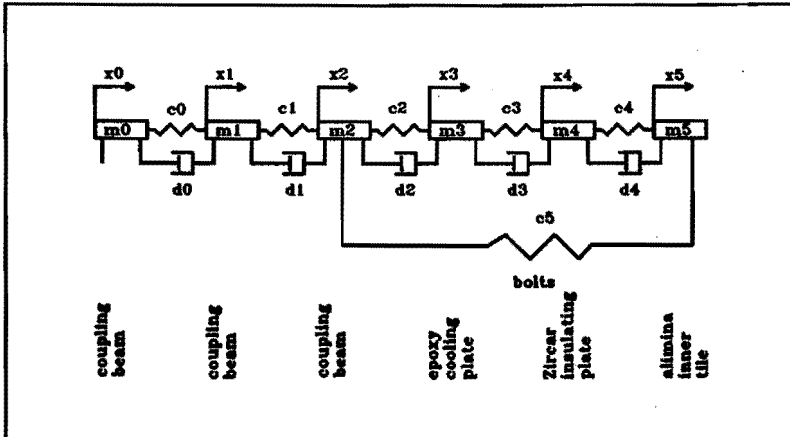 x0 x1 x2 x3 x4 x5
c0 c1 c2 c3 c4
m0 m1 m2 m3 m4 m5
d0 d1 d2 d3 d4
c5
bolts
coupling
beam
coupling
beam
coupling
beam
epoxy
cooling
plate
Zircar
insulating
plate
alimina
inner
tile